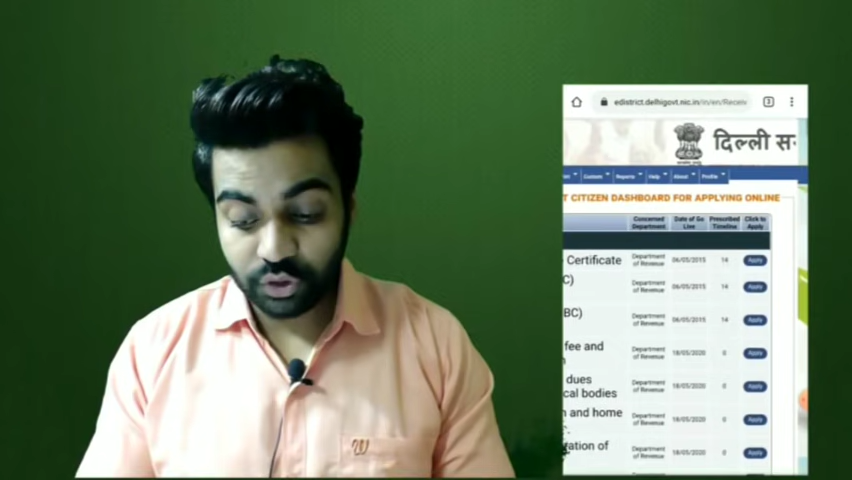 edistrict.delhigovt.nic.in/in/en/Receiv
3
दिल्ली स
Custom Reports Help About Profile
T CITIZEN DASHBOARD FOR APPLYING ONLINE
Concerned Department Date of Go Live Prescribed Timeline Click to Apply
Certificate Department of Revenue 06/05/2015 14 Apply
C) Department of Revenue 06/05/2015 14 Apply
BC) Department of Revenue 06/05/2015 14 Apply
fee and Department of Revenue 18/05/2020 0 Apply
dues
cal bodies Department of Revenue 18/05/2020 0 Apply
n and home Department of Revenue 18/05/2020 0 Apply
ation of Department of Revenue 18/05/2020 0 Apply
W